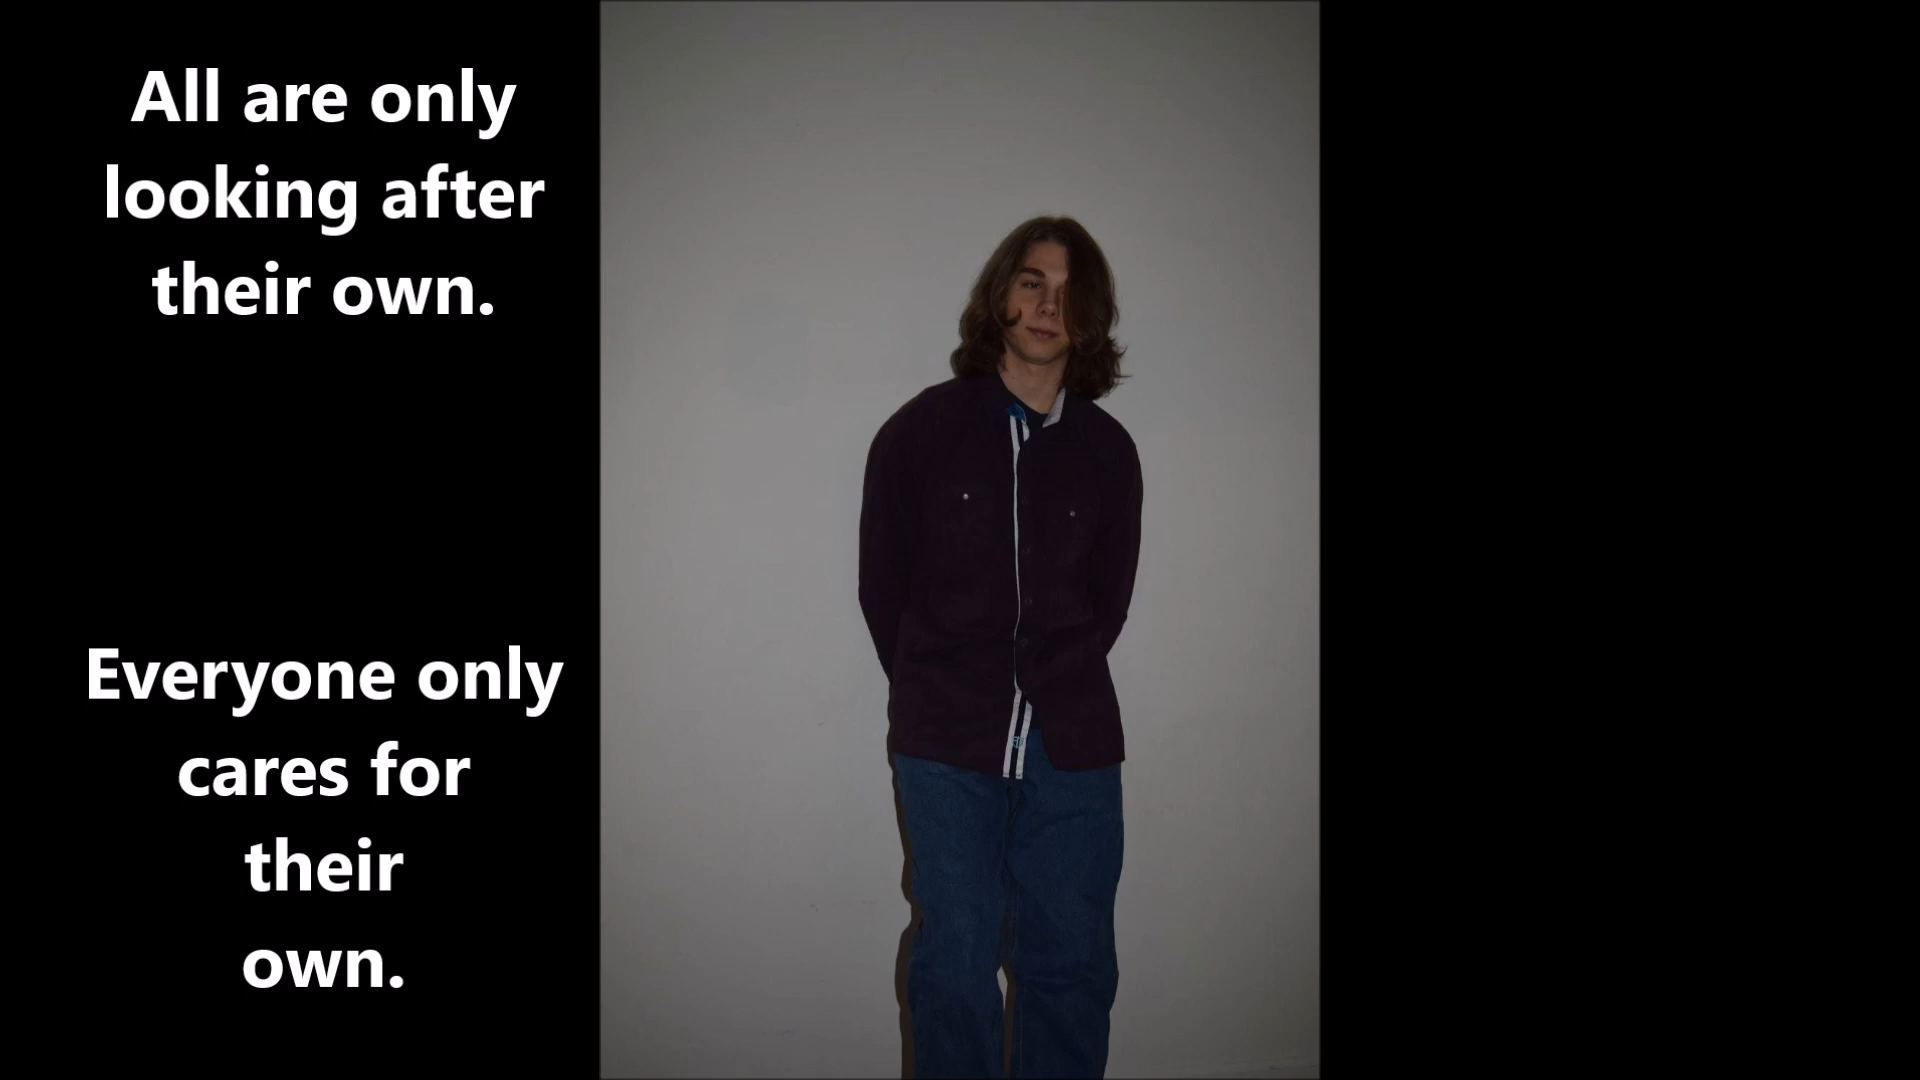 All are only
looking after
their own.
Everyone only
cares for
their
own.